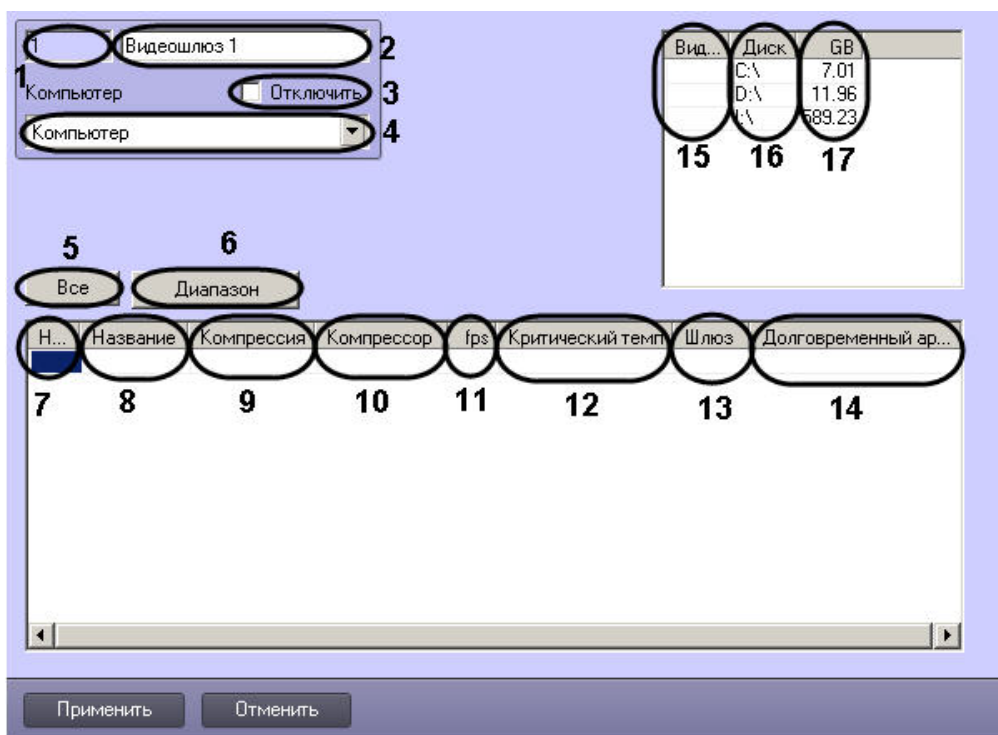 1 Видеошлюз 1 2
1
Компьютер Отключить 3
Компьютер 4
Вид... Диск GB
C:\ 7.01
D:\ 11.96
I:\ 589.23
15 16 17
5 6
Все Диапазон
Н... Название Компрессия Компрессор fps Критический темп Шлюз Долговременный ар...
7 8 9 10 11 12 13 14
Применить Отменить